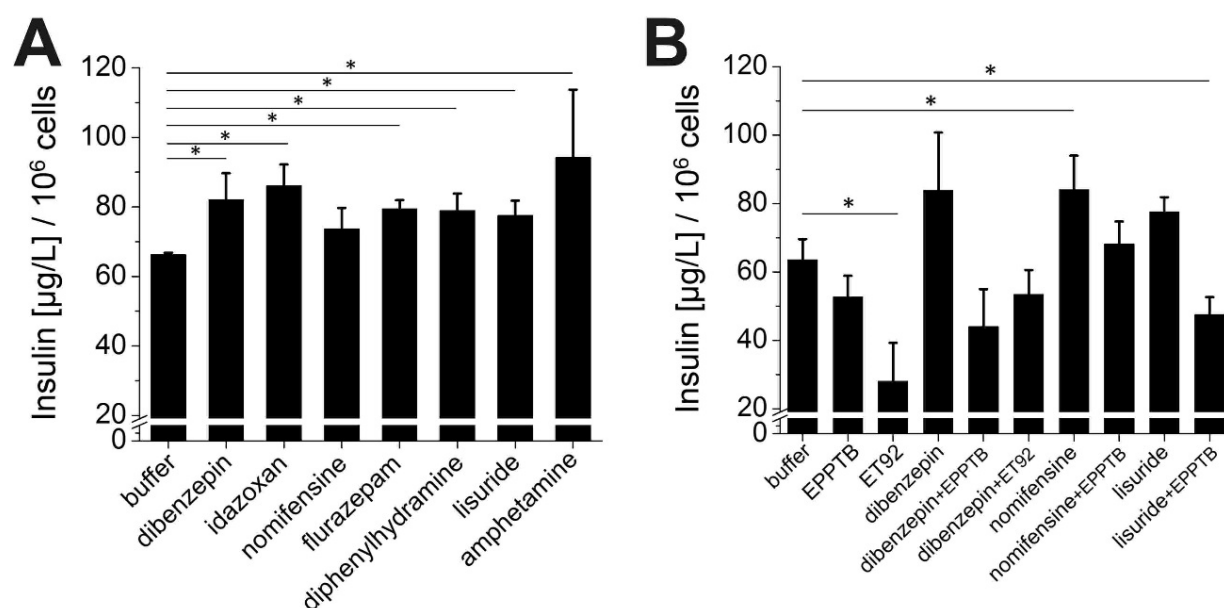 A
Insulin [µg/L] / 10⁶ cells
120
100
80
60
40
20
0
*
*
*
*
*
*
buffer
dibenzepin
idazoxan
nomifensine
flurazepam
diphenylhydramine
lisuride
amphetamine
B
Insulin [µg/L] / 10⁶ cells
120
100
80
60
40
20
0
*
*
*
buffer
EPPTB
ET92
dibenzepin
dibenzepin+EPPTB
dibenzepin+ET92
nomifensine
nomifensine+EPPTB
lisuride
lisuride+EPPTB